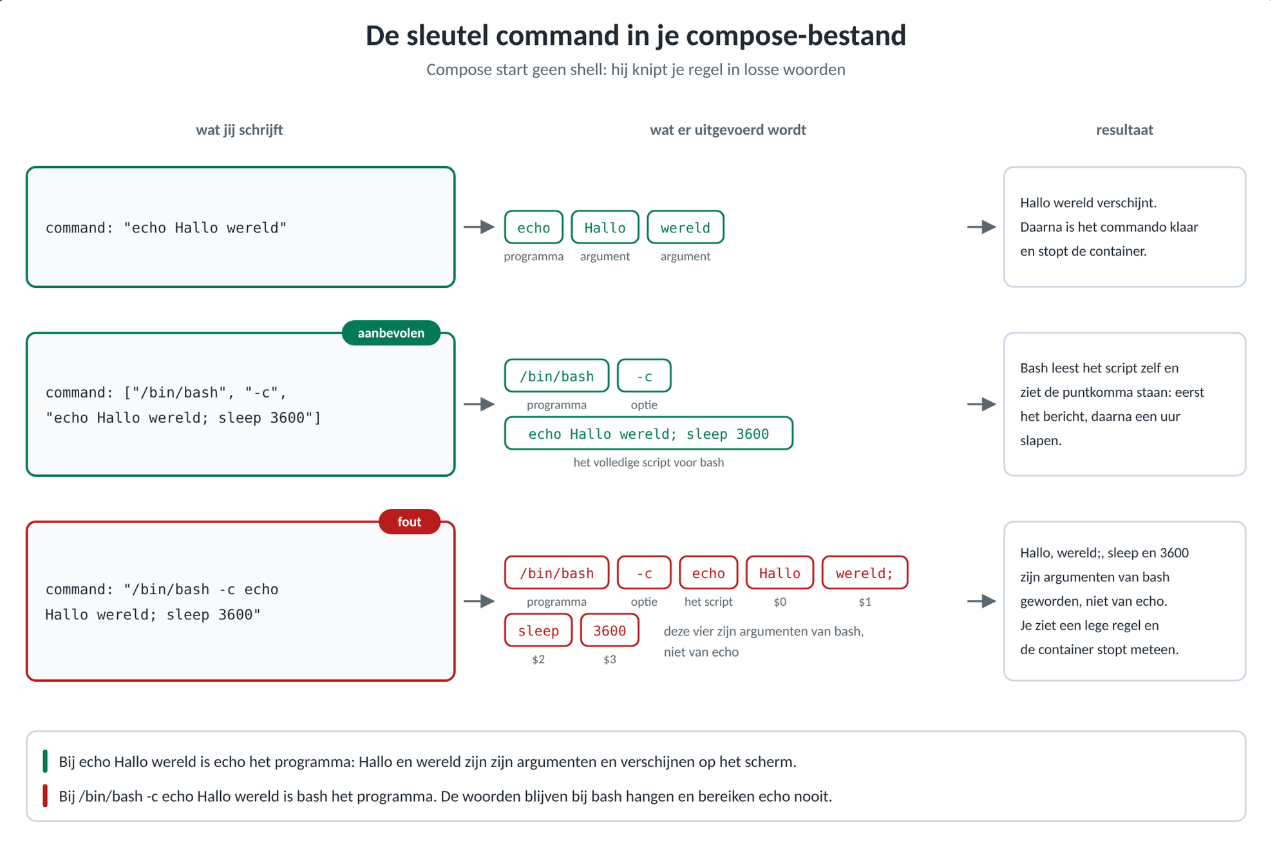 De sleutel command in je compose-bestand
Compose start geen shell: hij knipt je regel in losse woorden
wat jij schrijft
wat er uitgevoerd wordt
resultaat
command: "echo Hallo wereld"
echo Hallo wereld
programma argument argument
Hallo wereld verschijnt.
Daarna is het commando klaar
en stopt de container.
aanbevolen
command: ["/bin/bash", "-c",
"echo Hallo wereld; sleep 3600"]
/bin/bash -c
programma optie
echo Hallo wereld; sleep 3600
het volledige script voor bash
Bash leest het script zelf en
ziet de puntkomma staan: eerst
het bericht, daarna een uur
slapen.
fout
command: "/bin/bash -c echo
Hallo wereld; sleep 3600"
/bin/bash -c echo Hallo wereld;
programma optie het script $0 $1
sleep 3600
$2 $3
deze vier zijn argumenten van bash,
niet van echo
Hallo, wereld;, sleep en 3600
zijn argumenten van bash
geworden, niet van echo.
Je ziet een lege regel en
de container stopt meteen.
Bij echo Hallo wereld is echo het programma: Hallo en wereld zijn zijn argumenten en verschijnen op het scherm.
Bij /bin/bash -c echo Hallo wereld is bash het programma. De woorden blijven bij bash hangen en bereiken echo nooit.